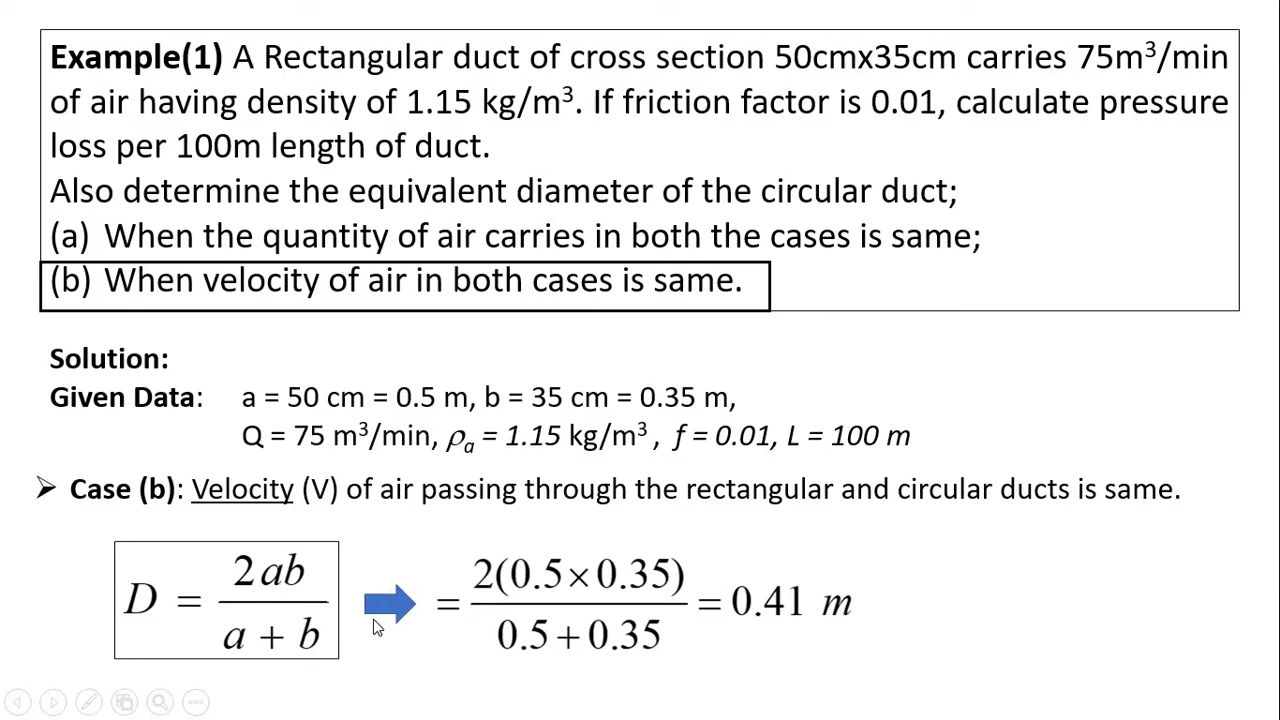 Example(1) A Rectangular duct of cross section 50cmx35cm carries 75m³/min
of air having density of 1.15 kg/m³. If friction factor is 0.01, calculate pressure
loss per 100m length of duct.
Also determine the equivalent diameter of the circular duct;
(a) When the quantity of air carries in both the cases is same;
(b) When velocity of air in both cases is same.
Solution:
Given Data: a = 50 cm = 0.5 m, b = 35 cm = 0.35 m,
Q = 75 m³/min, ρₐ = 1.15 kg/m³ , f = 0.01, L = 100 m
➢ Case (b): Velocity (V) of air passing through the rectangular and circular ducts is same.
D = 2ab / (a + b) = 2(0.5×0.35) / (0.5+0.35) = 0.41 m